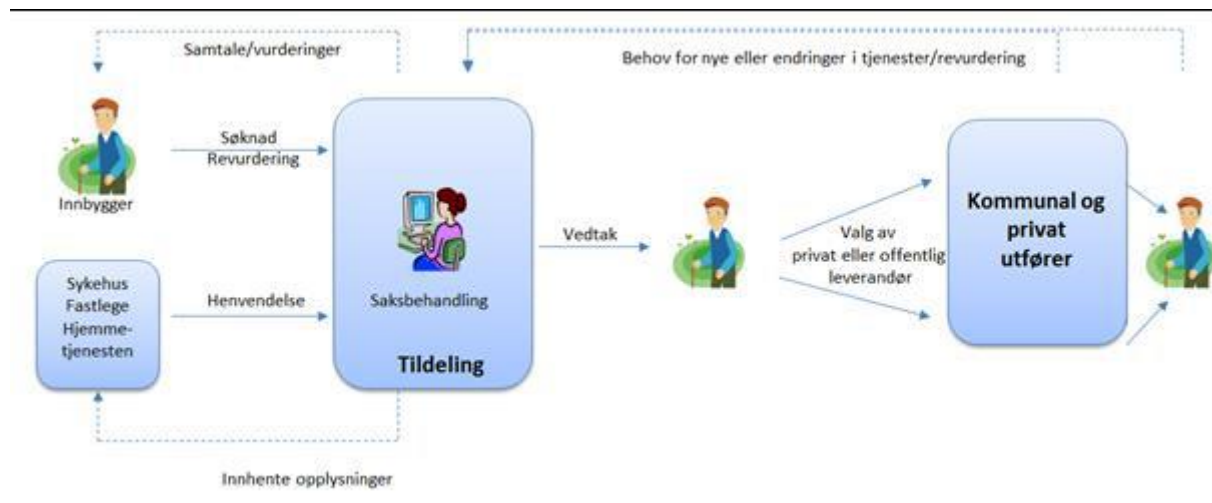 Samtale/vurderinger
Behov for nye eller endringer i tjenester/revurdering
Søknad
Revurdering
Innbygger
Sykehus
Fastlege
Hjemme-
tjenesten
Henvendelse
Saksbehandling
Tildeling
Vedtak
Valg av
privat eller offentlig
leverandør
Kommunal og
privat
utfører
Innhente opplysninger